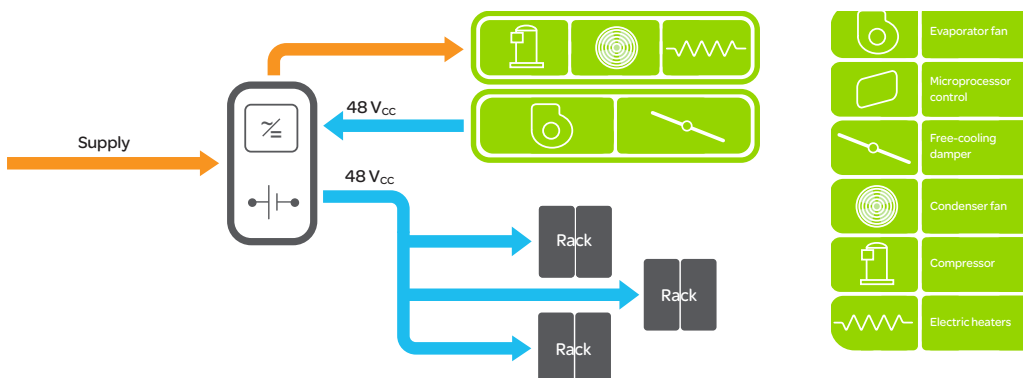 48 Vcc
Supply
48 Vcc
Rack
Rack
Rack
Evaporator fan
Microprocessor
control
Free-cooling
damper
Condenser fan
Compressor
Electric heaters